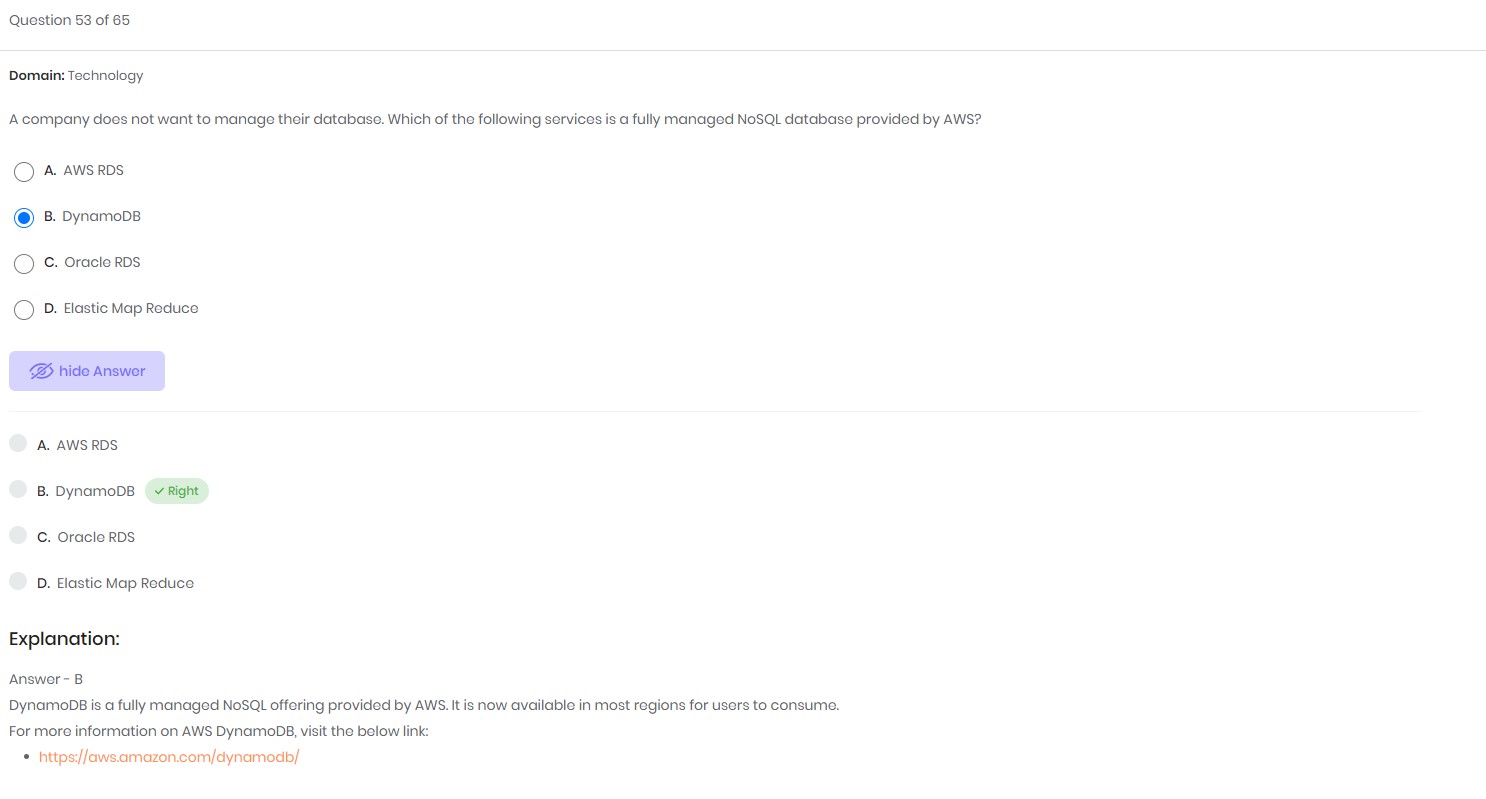 Question 53 of 65
Domain: Technology
A company does not want to manage their database. Which of the following services is a fully managed NoSQL database provided by AWS?
A. AWS RDS
B. DynamoDB
C. Oracle RDS
D. Elastic Map Reduce
hide Answer
A. AWS RDS
B. DynamoDB Right
C. Oracle RDS
D. Elastic Map Reduce
Explanation:
Answer - B
DynamoDB is a fully managed NoSQL offering provided by AWS. It is now available in most regions for users to consume.
For more information on AWS DynamoDB, visit the below link:
https://aws.amazon.com/dynamodb/